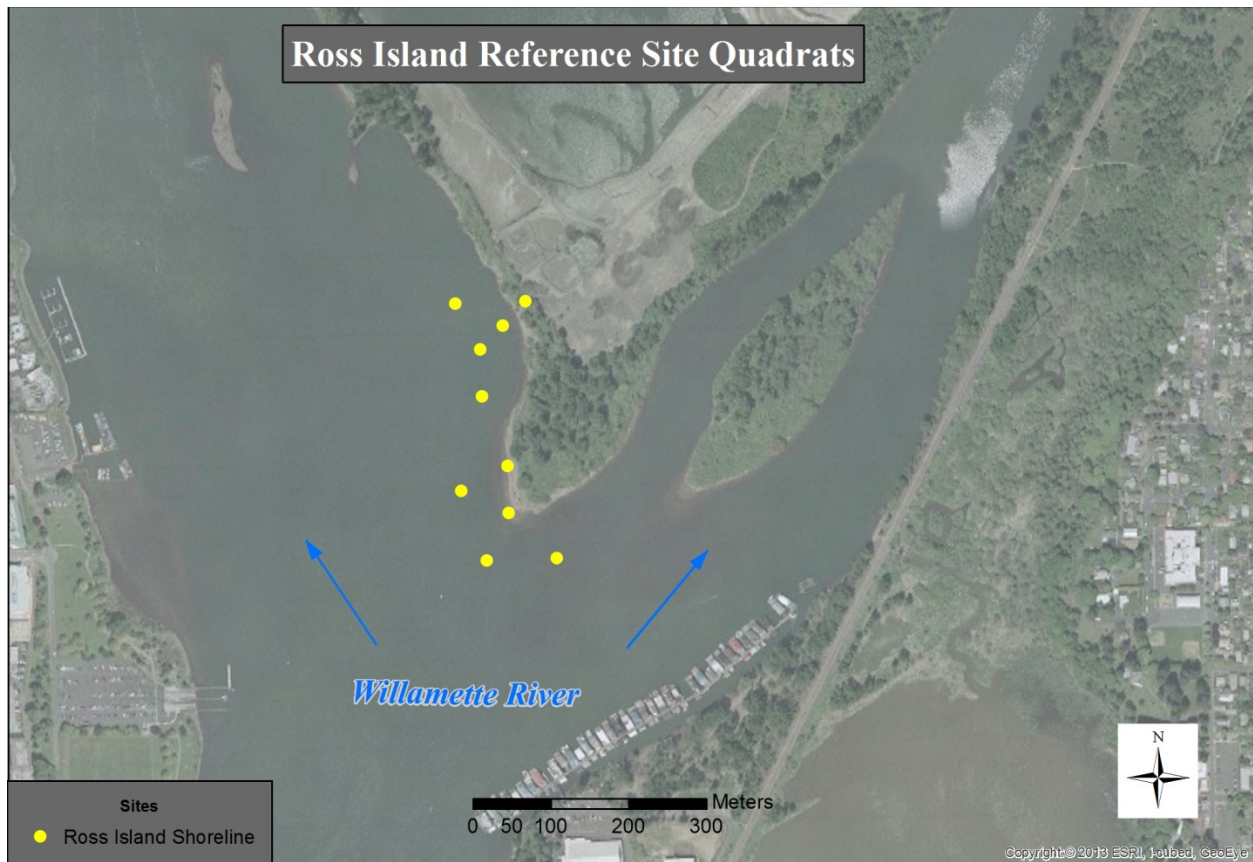 Ross Island Reference Site Quadrats
Willamette River
N
Sites
Ross Island Shoreline
Meters
0 50 100 200 300
Copyright:© 2013 ESRI, i-cubed, GeoEye